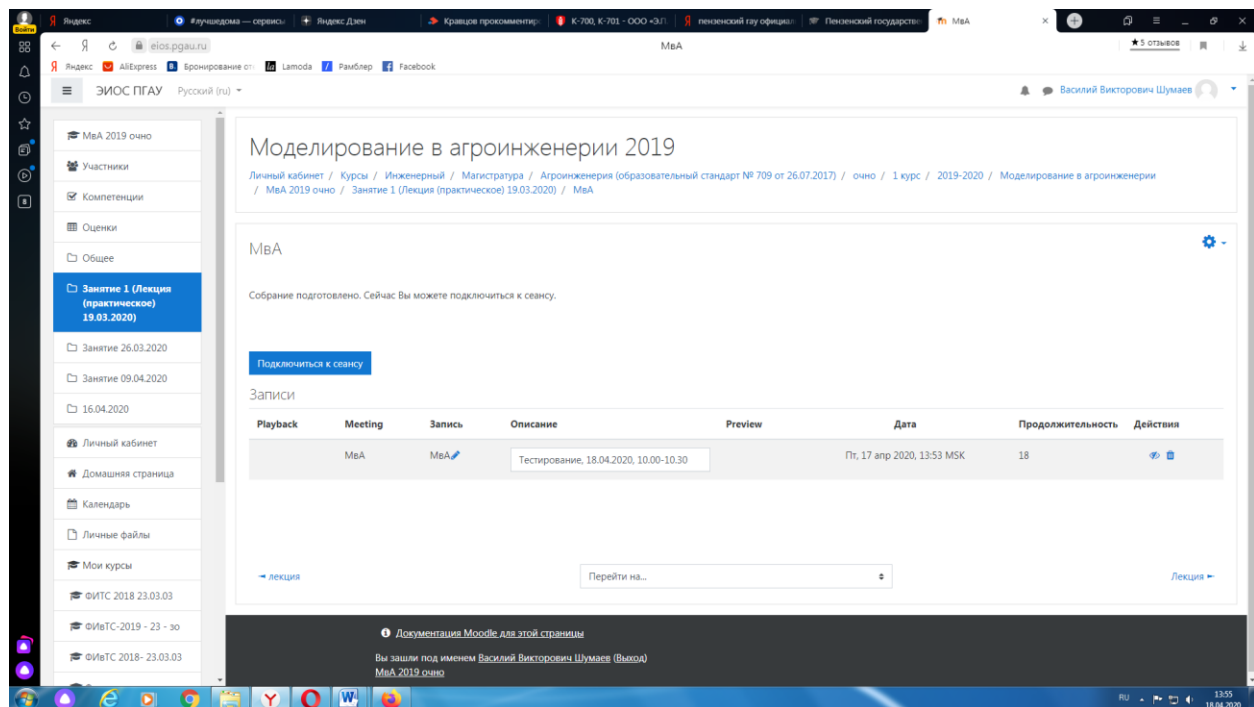 Войти
Яндекс
#лучшедома — сервисы
Яндекс.Дзен
Кравцов прокомментиро
К-700, К-701 - ООО «ЭЛ
пензенский гау официал
Пензенский государстве
МвА
eios.pgau.ru
МвА
★ 5 отзывов
Яндекс
AliExpress
Бронирование от
Lamoda
Рамблер
Facebook
ЭИОС ПГАУ Русский (ru)
Василий Викторович Шумаев
МвА 2019 очно
Участники
Компетенции
Оценки
Общее
Занятие 1 (Лекция
(практическое)
19.03.2020)
Занятие 26.03.2020
Занятие 09.04.2020
16.04.2020
Личный кабинет
Домашняя страница
Календарь
Личные файлы
Мои курсы
ФИТС 2018 23.03.03
ФИвТС-2019 - 23 - зо
ФИвТС 2018- 23.03.03
Моделирование в агроинженерии 2019
Личный кабинет / Курсы / Инженерный / Магистратура / Агроинженерия (образовательный стандарт № 709 от 26.07.2017) / очно / 1 курс / 2019-2020 / Моделирование в агроинженерии
/ МвА 2019 очно / Занятие 1 (Лекция (практическое) 19.03.2020) / МвА
МвА
Собрание подготовлено. Сейчас Вы можете подключиться к сеансу.
Подключиться к сеансу
Записи
Playback Meeting Запись Описание Preview Дата Продолжительность Действия
МвА МвА Тестирование, 18.04.2020, 10.00-10.30 Пт, 17 апр 2020, 13:53 MSK 18
◄ лекция
Перейти на...
Лекция ►
Документация Moodle для этой страницы
Вы зашли под именем Василий Викторович Шумаев (Выход)
МвА 2019 очно
RU
13:55
18.04.2020